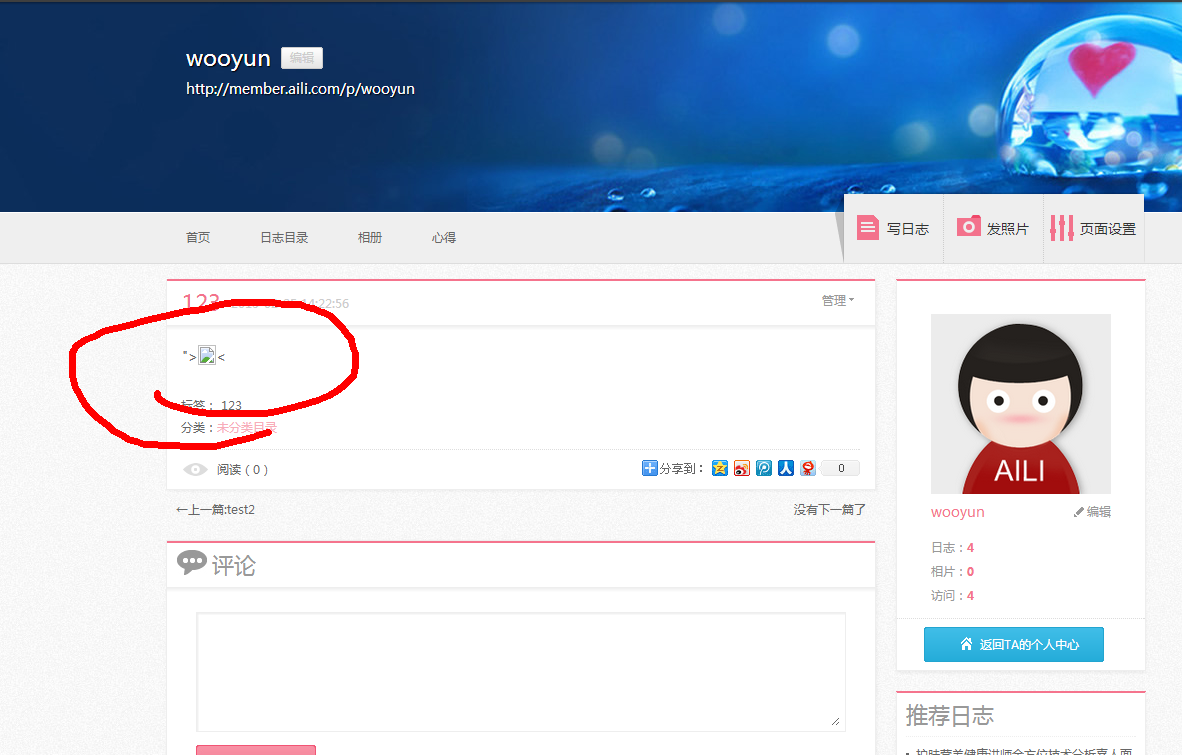 wooyun 编辑
http://member.aili.com/p/wooyun
首页 日志目录 相册 心得
写日志 发照片 页面设置
123 14:22:56 管理
"> <
标签： 123
分类：未分类目录
阅读 ( 0 ) 分享到： 0
←上一篇:test2 没有下一篇了
评论
AILI
wooyun 编辑
日志：4
相片：0
访问：4
返回TA的个人中心
推荐日志